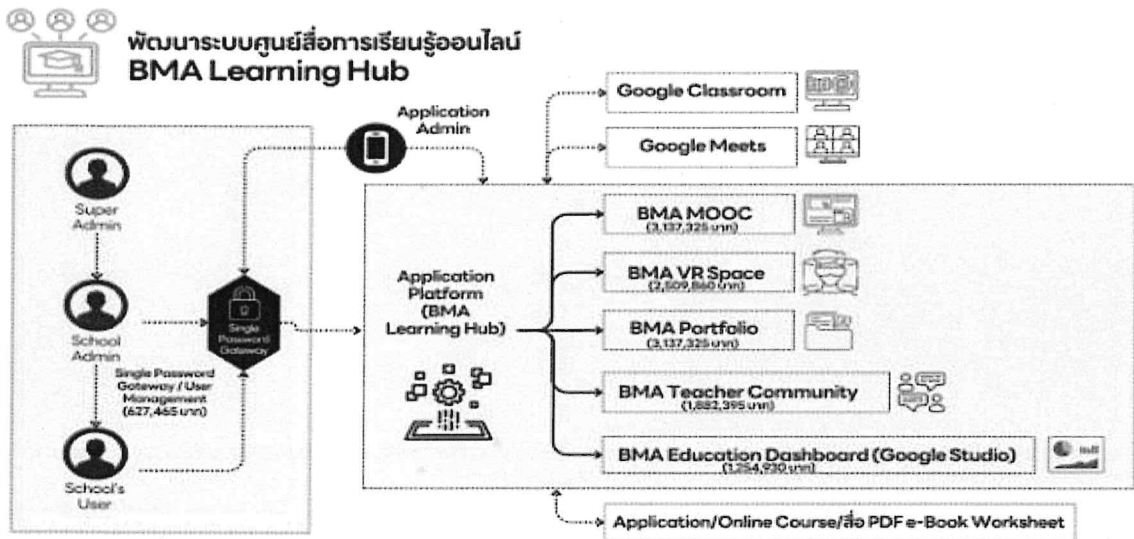 พัฒนาระบบศูนย์สื่อการเรียนรู้ออนไลน์
BMA Learning Hub
Super
Admin
School
Admin
School's
User
Single Password
Gateway / User
Management
(627,465 บาท)
Single
Password
Gateway
Application
Admin
Application
Platform
(BMA
Learning Hub)
Google Classroom
Google Meets
BMA MOOC
(3,137,325 บาท)
BMA VR Space
(2,509,860 บาท)
BMA Portfolio
(3,137,325 บาท)
BMA Teacher Community
(1,882,395 บาท)
BMA Education Dashboard (Google Studio)
(1,254,930 บาท)
Application/Online Course/สื่อ PDF e-Book Worksheet